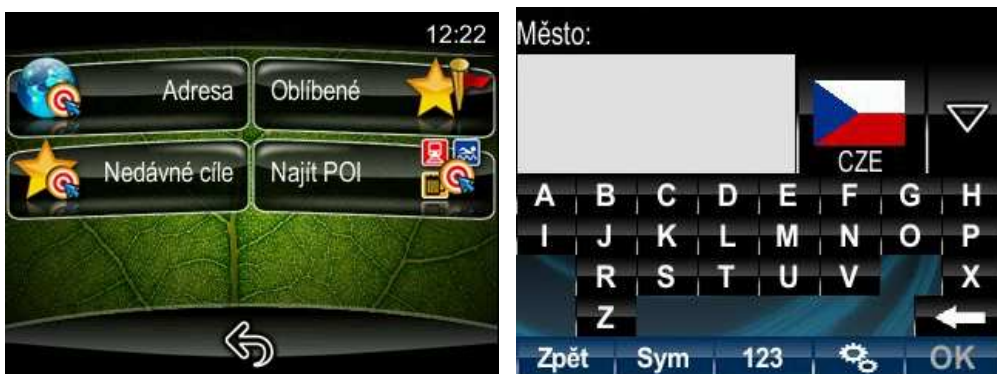 12:22
Adresa
Oblíbené
Nedávné cíle
Najít POI
Město:
CZE
A B C D E F G H
I J K L M N O P
R S T U V X
Z
Zpět Sym 123 OK